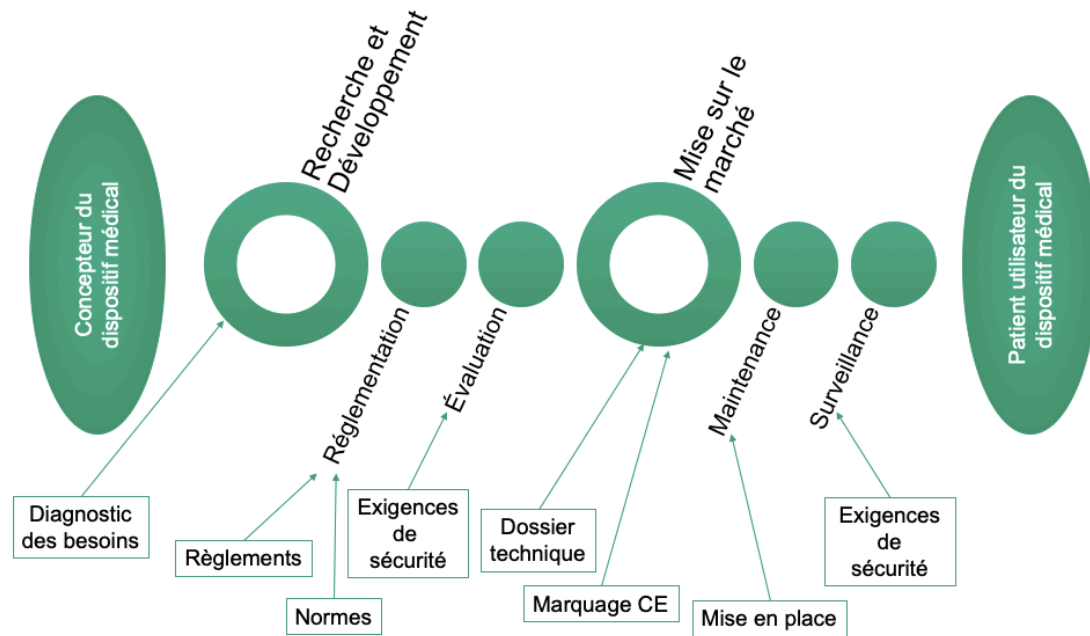 Concepteur du
dispositif médical
Recherche et
Développement
Réglementation
Évaluation
Mise sur le
marché
Maintenance
Surveillance
Patient utilisateur du
dispositif médical
Diagnostic
des besoins
Règlements
Normes
Exigences
de
sécurité
Dossier
technique
Marquage CE
Mise en place
Exigences
de
sécurité